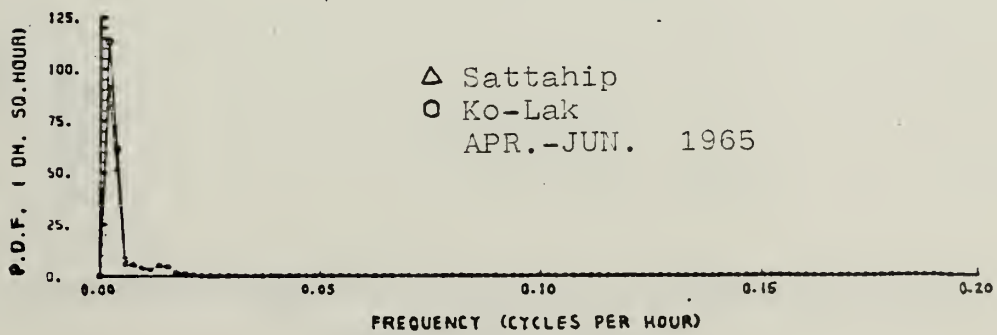 P.D.F. ( DM. SQ.HOUR)
125.
100.
75.
50.
25.
0.
Δ Sattahip
O Ko-Lak
APR.-JUN. 1965
0.00 0.05 0.10 0.15 0.20
FREQUENCY (CYCLES PER HOUR)